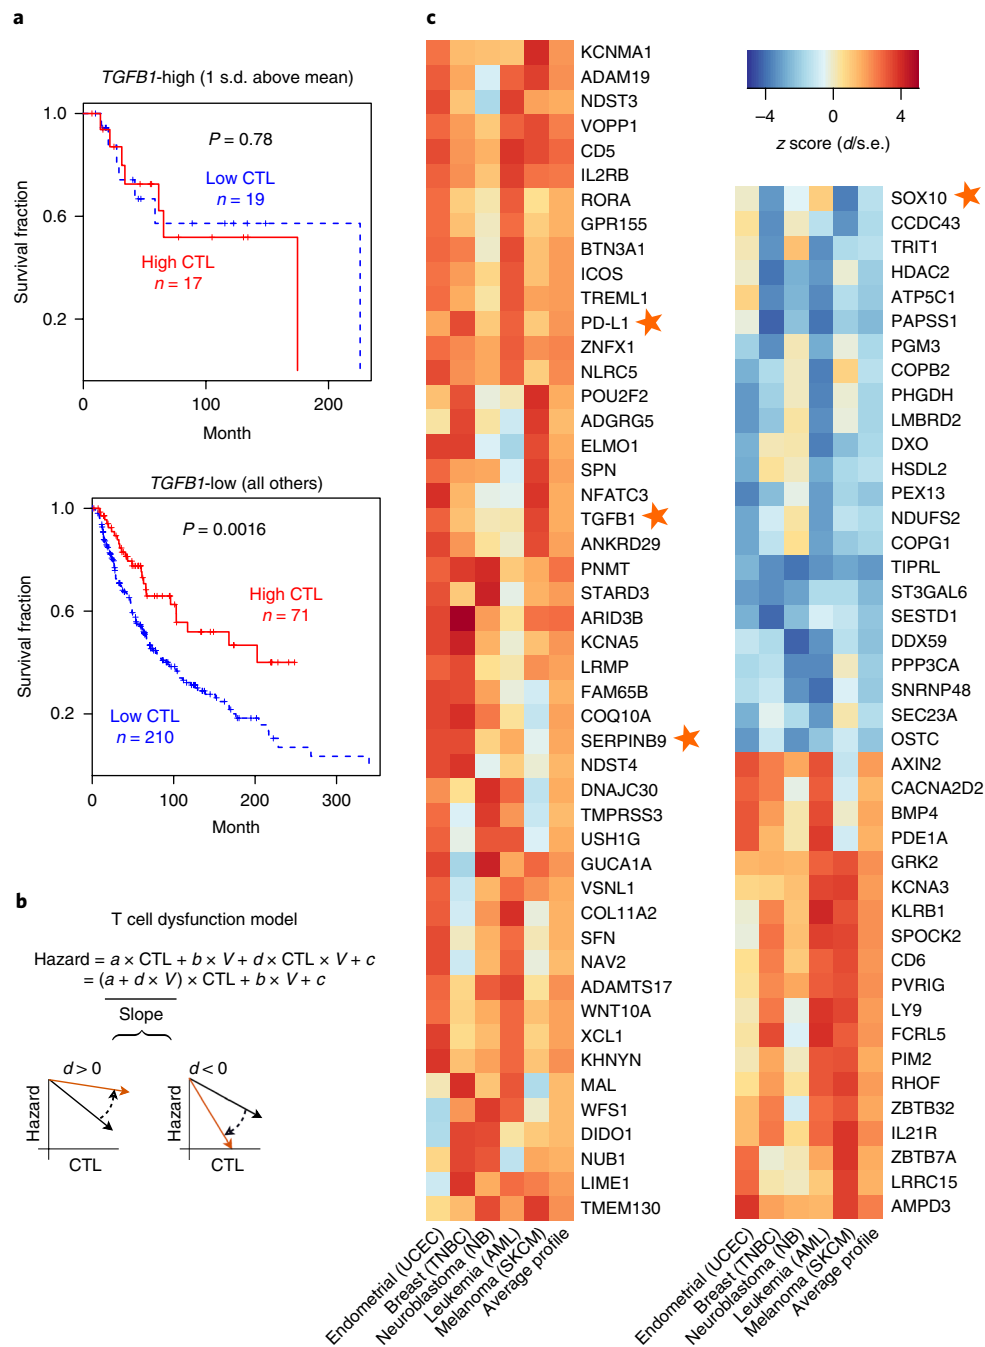 a
TGFB1-high (1 s.d. above mean)
1.0
0.6
0.2
Survival fraction
P = 0.78
Low CTL
n = 19
High CTL
n = 17
0
100
200
Month
TGFB1-low (all others)
1.0
0.6
0.2
Survival fraction
P = 0.0016
High CTL
n = 71
Low CTL
n = 210
0
100
200
300
Month
b
T cell dysfunction model
Hazard = a × CTL + b × V + d × CTL × V + c
= (a + d × V) × CTL + b × V + c
Slope
d > 0
d < 0
Hazard
CTL
Hazard
CTL
c
KCNMA1
ADAM19
NDST3
VOPP1
CD5
IL2RB
RORA
GPR155
BTN3A1
ICOS
TREML1
PD-L1
ZNFX1
NLRC5
POU2F2
ADGRG5
ELMO1
SPN
NFATC3
TGFB1
ANKRD29
PNMT
STARD3
ARID3B
KCNA5
LRMP
FAM65B
COQ10A
SERPINB9
NDST4
DNAJC30
TMPRSS3
USH1G
GUCA1A
VSNL1
COL11A2
SFN
NAV2
ADAMTS17
WNT10A
XCL1
KHNYN
MAL
WFS1
DIDO1
NUB1
LIME1
TMEM130
Endometrial (UCEC)
Breast (TNBC)
Neuroblastoma (NB)
Leukemia (AML)
Melanoma (SKCM)
Average profile
−4
0
4
z score (d/s.e.)
SOX10
CCDC43
TRIT1
HDAC2
ATP5C1
PAPSS1
PGM3
COPB2
PHGDH
LMBRD2
DXO
HSDL2
PEX13
NDUFS2
COPG1
TIPRL
ST3GAL6
SESTD1
DDX59
PPP3CA
SNRNP48
SEC23A
OSTC
AXIN2
CACNA2D2
BMP4
PDE1A
GRK2
KCNA3
KLRB1
SPOCK2
CD6
PVRIG
LY9
FCRL5
PIM2
RHOF
ZBTB32
IL21R
ZBTB7A
LRRC15
AMPD3
Endometrial (UCEC)
Breast (TNBC)
Neuroblastoma (NB)
Leukemia (AML)
Melanoma (SKCM)
Average profile